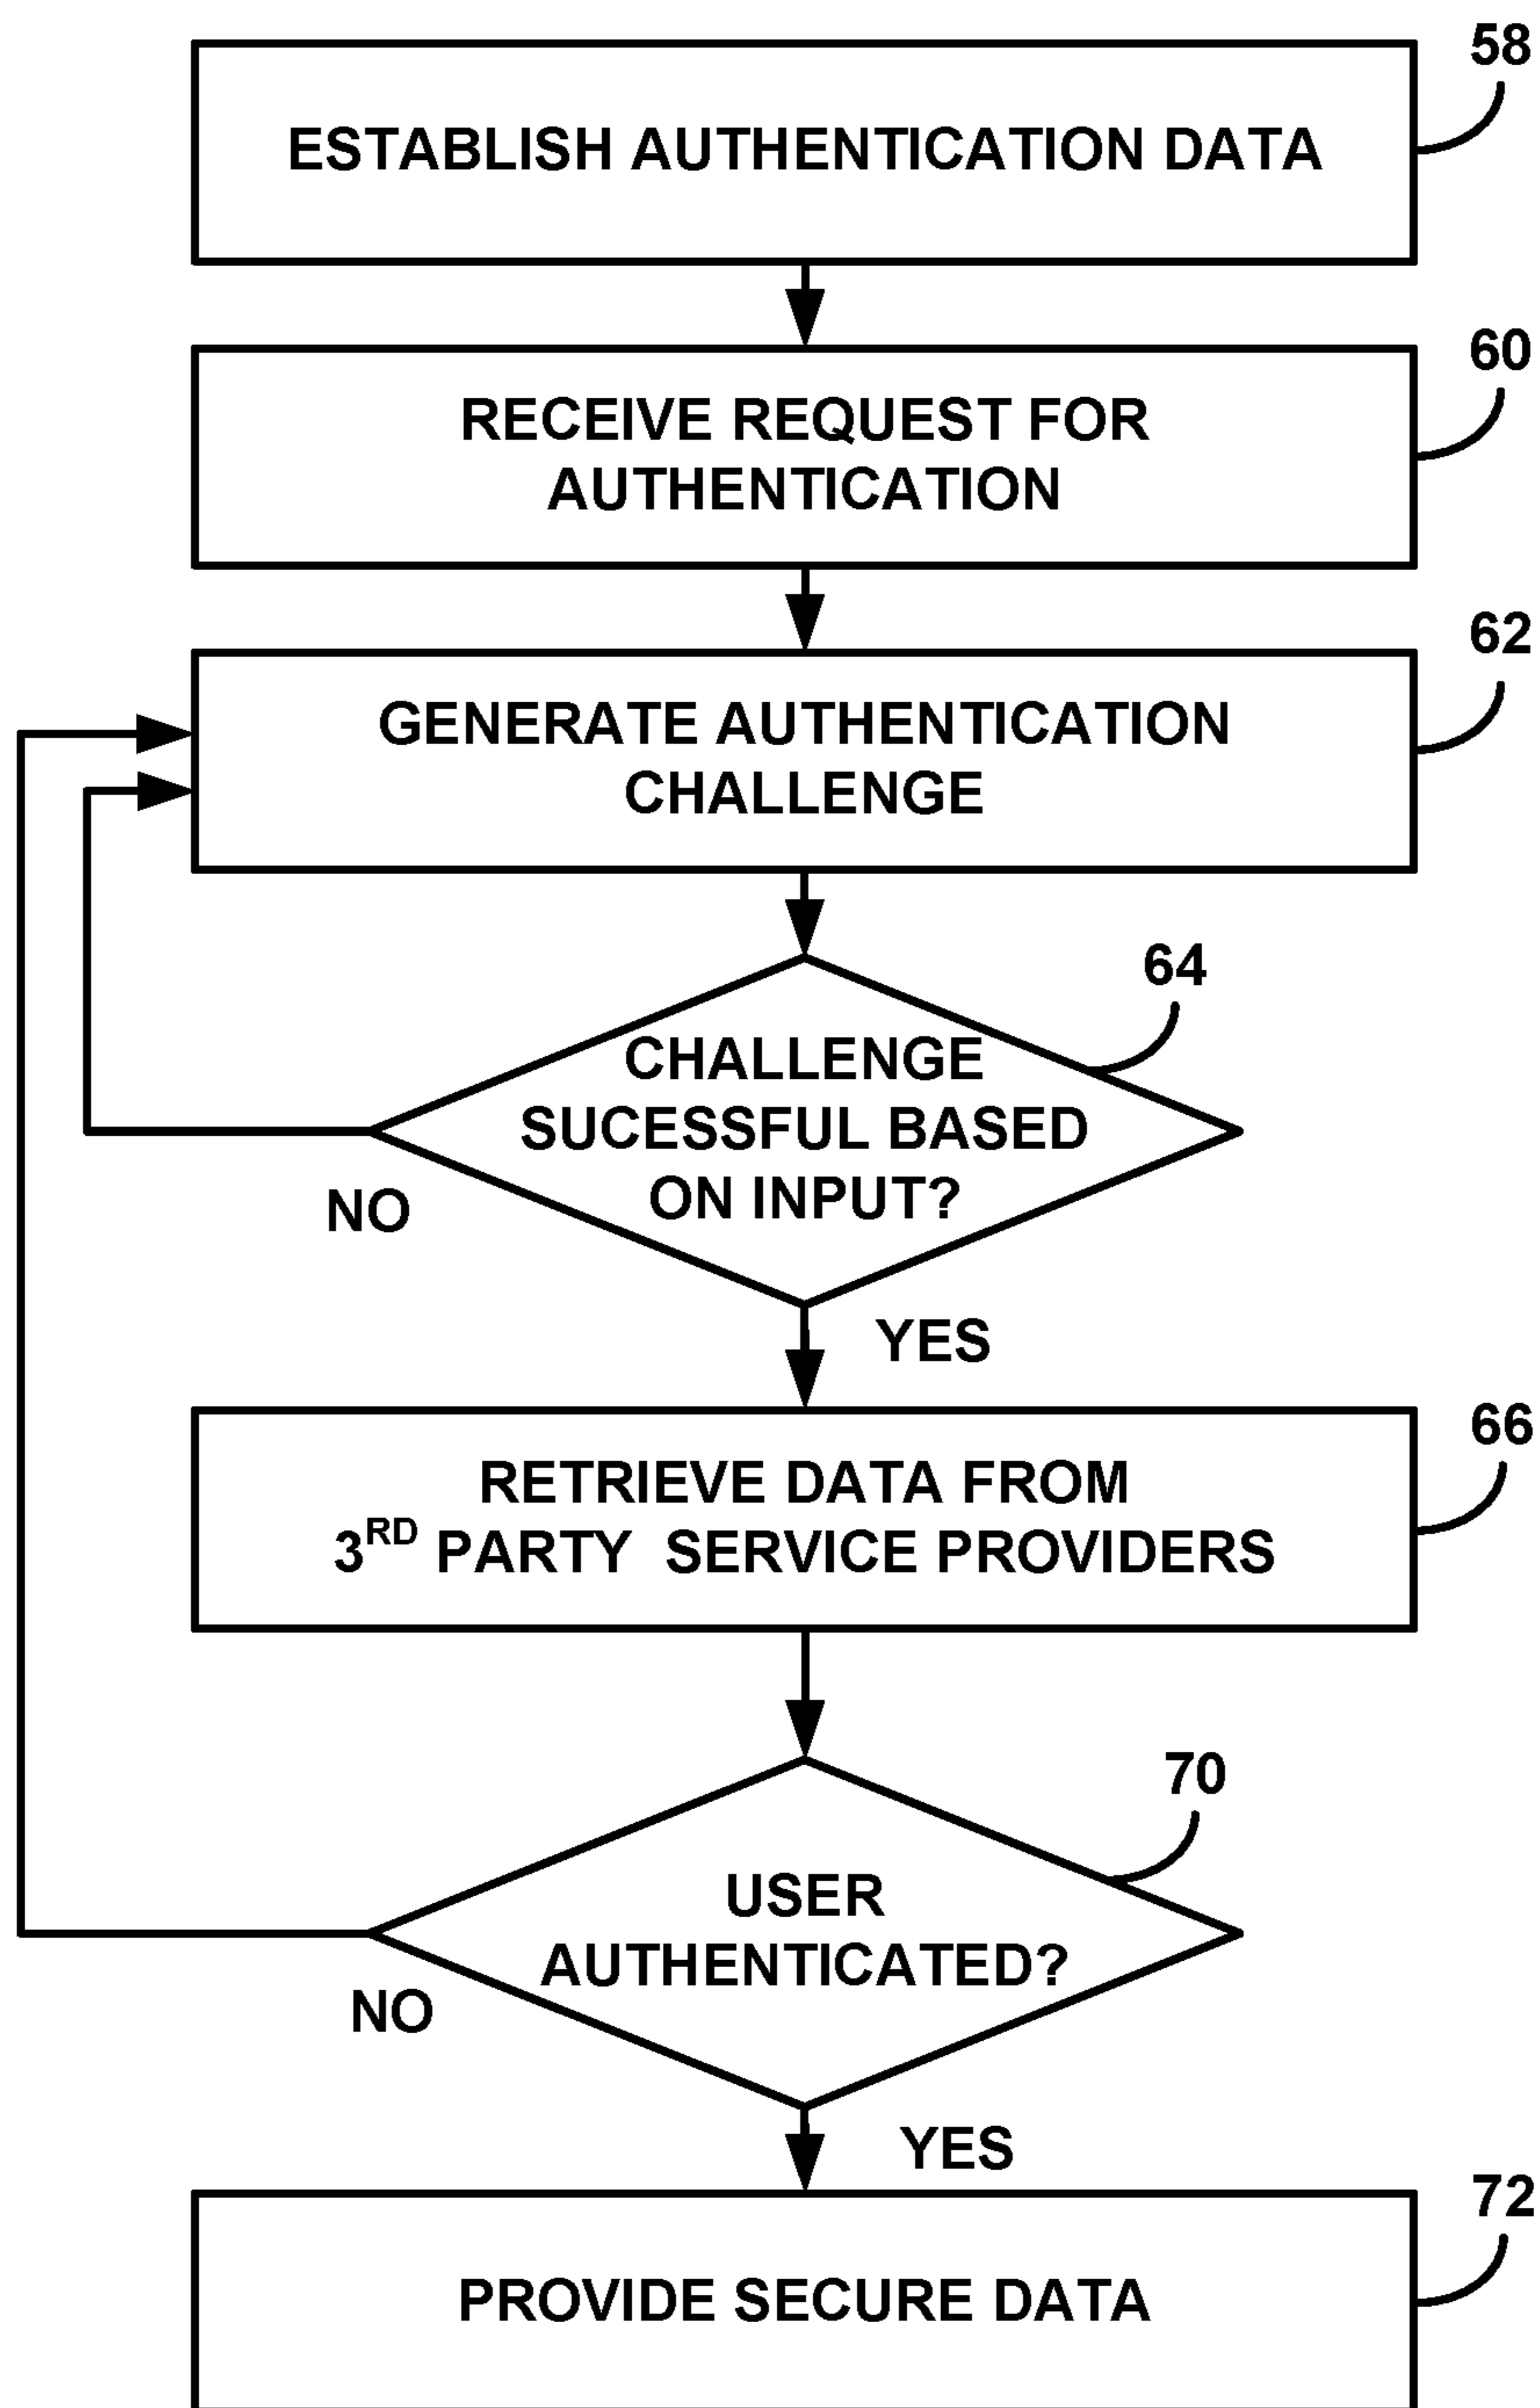 58
ESTABLISH AUTHENTICATION DATA
60
RECEIVE REQUEST FOR
AUTHENTICATION
62
GENERATE AUTHENTICATION
CHALLENGE
64
CHALLENGE
SUCESSFUL BASED
ON INPUT?
NO
YES
66
RETRIEVE DATA FROM
3RD PARTY SERVICE PROVIDERS
70
USER
AUTHENTICATED?
NO
YES
72
PROVIDE SECURE DATA